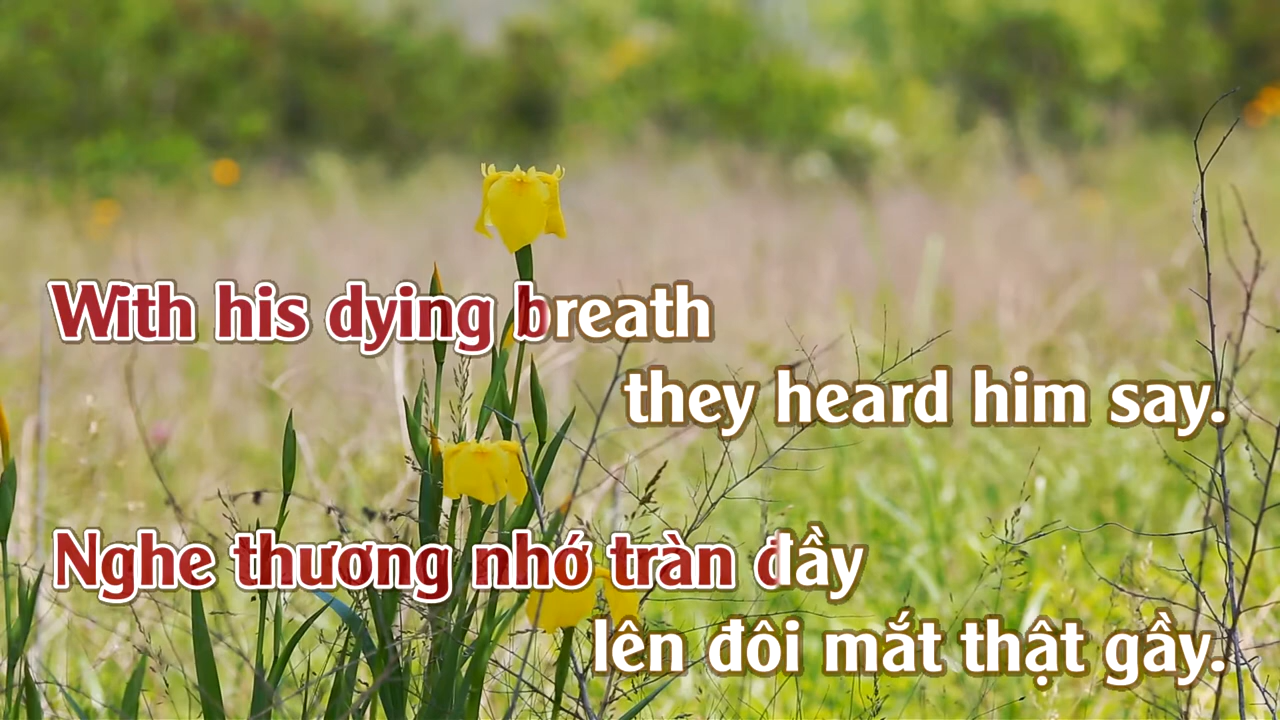 With his dying breath
they heard him say.
Nghe thương nhớ tràn đầy
lên đôi mắt thật gầy.